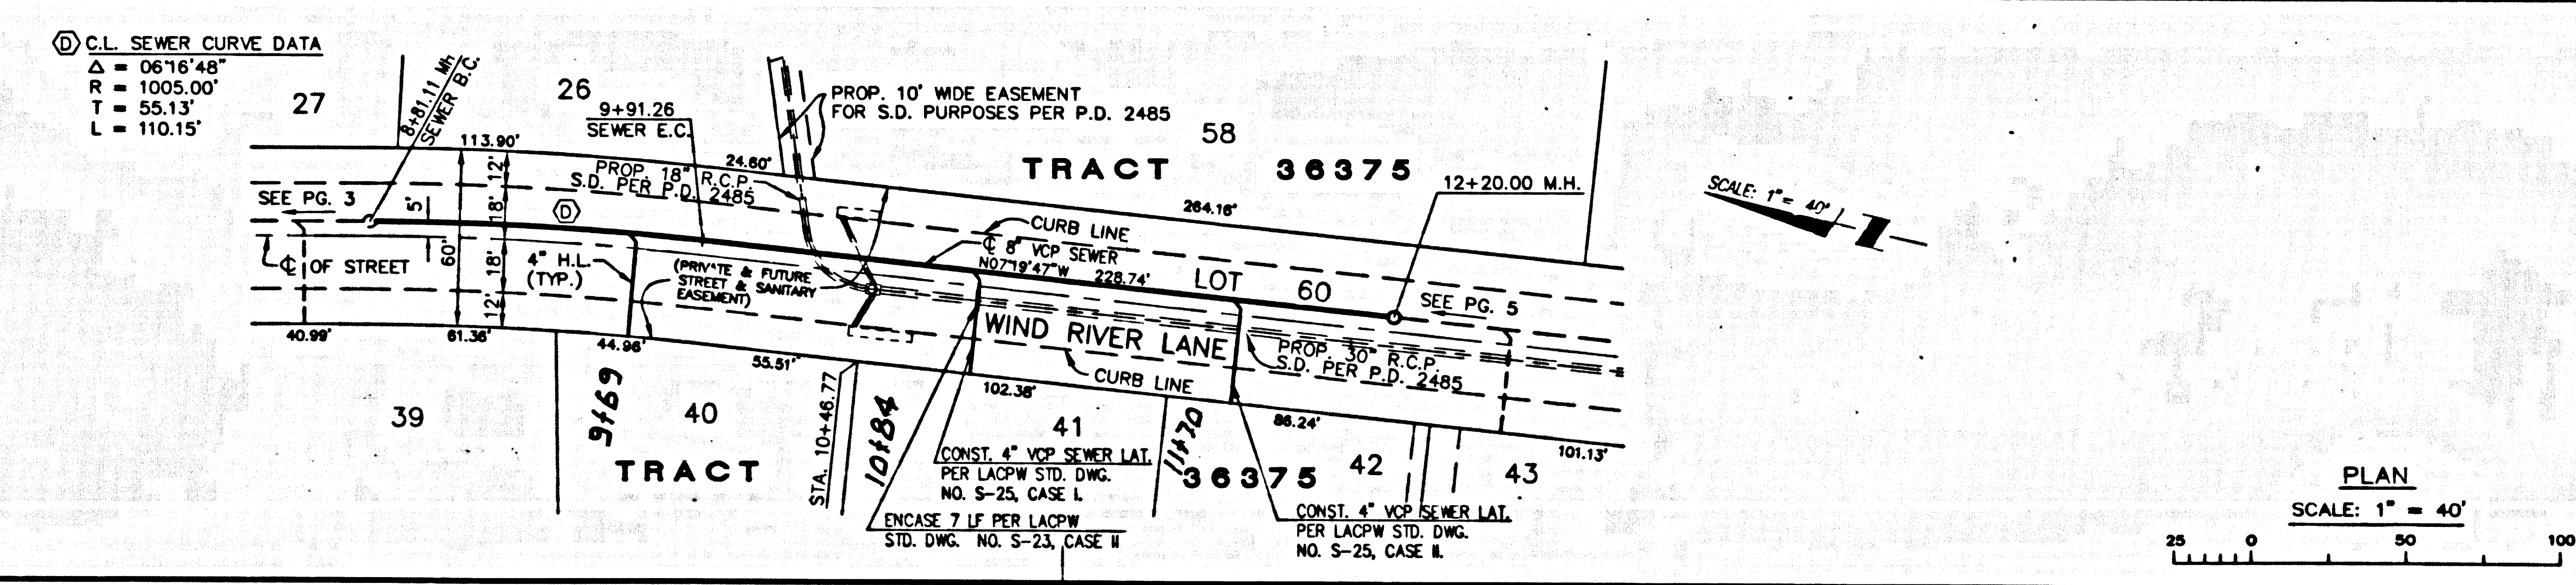 D C.L. SEWER CURVE DATA
Δ = 06°16'48"
R = 1005.00'
T = 55.13'
L = 110.15'
27
8+81.11 Mh
SEWER B.C.
26
9+91.26
SEWER E.C.
PROP. 10' WIDE EASEMENT
FOR S.D. PURPOSES PER P.D. 2485
58
TRACT 36375
12+20.00 M.H.
SCALE: 1"= 40'
113.90'
24.60'
264.16'
PROP. 18" R.C.P.
S.D. PER P.D. 2485
SEE PG. 3
5'
12'
18'
60'
18'
12'
D
CURB LINE
℄ 8" VCP SEWER
N07°19'47"W 228.74'
LOT 60
SEE PG. 5
℄ OF STREET
4" H.L.
(TYP.)
(PRIVATE & FUTURE
STREET & SANITARY
EASEMENT)
WIND RIVER LANE
PROP. 30" R.C.P.
S.D. PER P.D. 2485
CURB LINE
40.99'
61.36'
44.96'
55.51'
102.36'
86.24'
101.13'
39
9+69
40
STA. 10+46.77
10+84
41
11+70
42
43
TRACT
36375
CONST. 4" VCP SEWER LAT.
PER LACPW STD. DWG.
NO. S-25, CASE I.
ENCASE 7 LF PER LACPW
STD. DWG. NO. S-23, CASE II
CONST. 4" VCP SEWER LAT.
PER LACPW STD. DWG.
NO. S-25, CASE II.
PLAN
SCALE: 1" = 40'
25 0 50 100